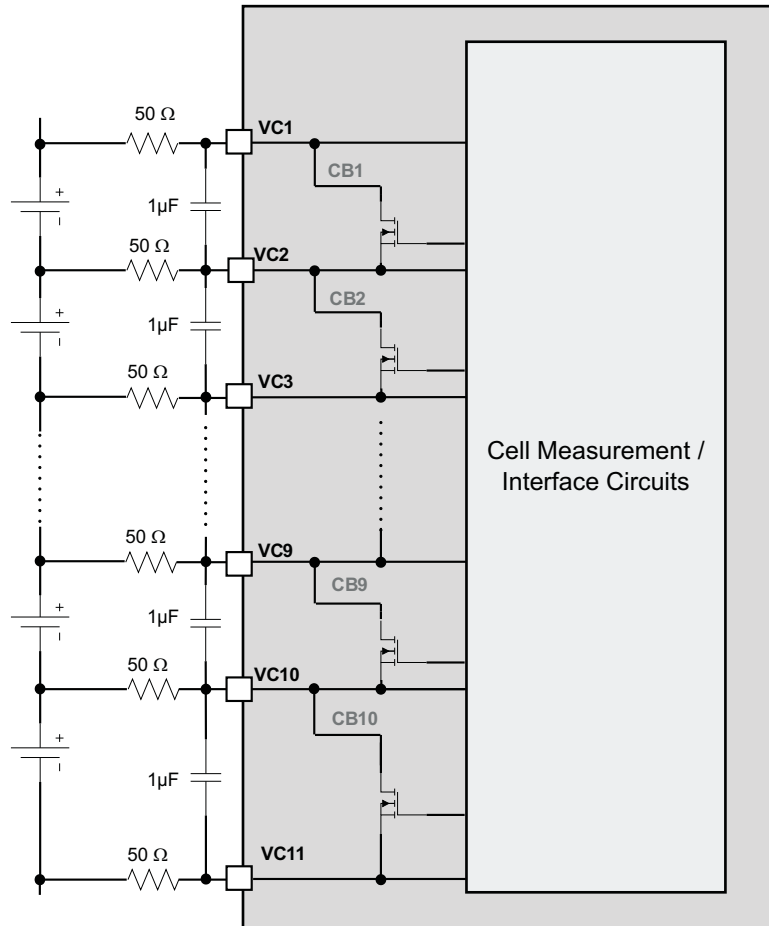 50 Ω
VC1
CB1
+
1µF
–
50 Ω
VC2
CB2
+
1µF
–
50 Ω
VC3
Cell Measurement /
Interface Circuits
50 Ω
VC9
CB9
+
1µF
–
50 Ω
VC10
CB10
+
–
1µF
50 Ω
VC11